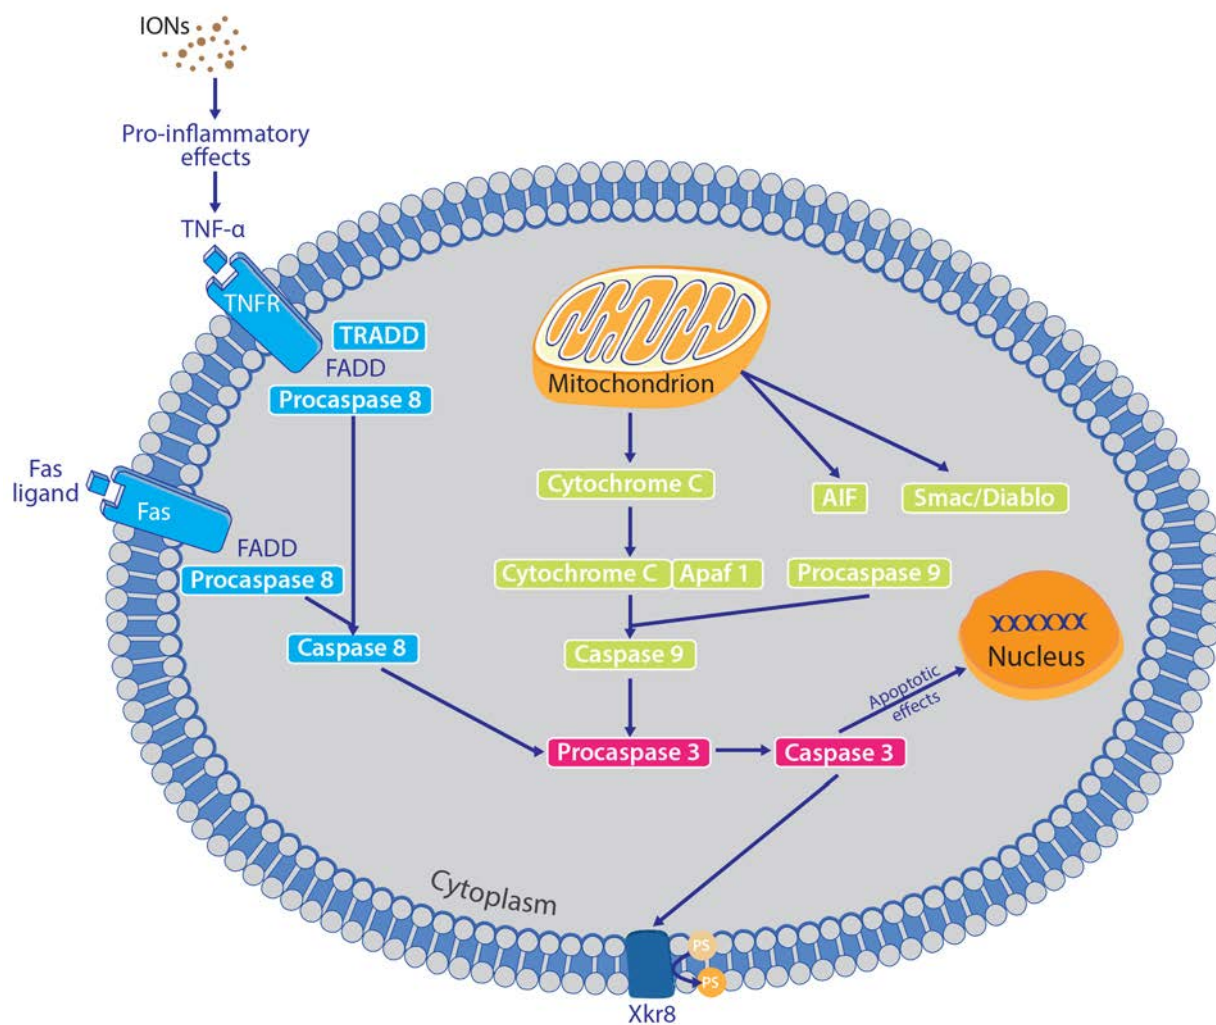 IONs
Pro-inflammatory
effects
TNF-α
TNFR
TRADD
FADD
Procaspase 8
Fas
ligand
Fas
FADD
Procaspase 8
Caspase 8
Mitochondrion
Cytochrome C
AIF
Smac/Diablo
Cytochrome C
Apaf 1
Procaspase 9
Caspase 9
Nucleus
Apoptotic
effects
Procaspase 3
Caspase 3
Cytoplasm
PS
PS
Xkr8